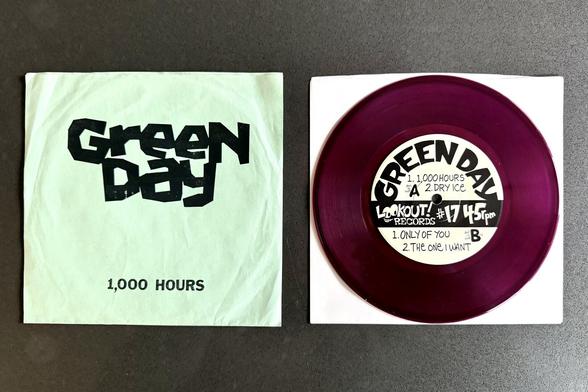 GreeN
Day
1,000 HOURS
GREEN DAY
1. 1,000 HOURS
A 2. DRY ICE
LOOKOUT! RECORDS #17 45rpm
1. ONLY OF YOU B
2. THE ONE I WANT